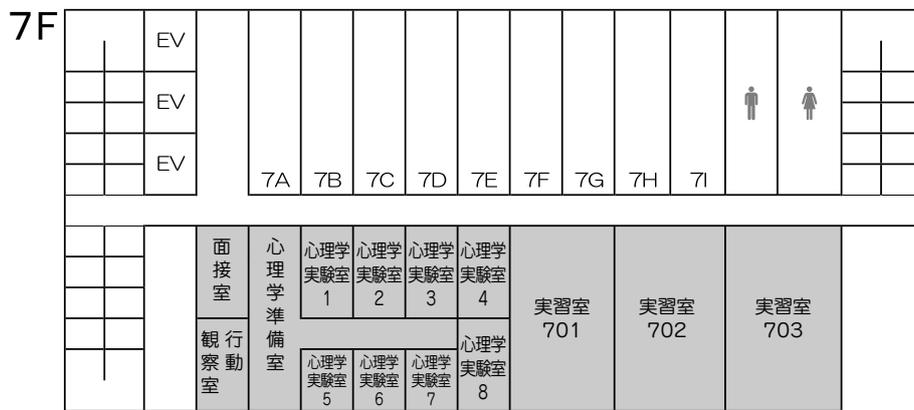 7F
EV
EV
EV
7A
7B
7C
7D
7E
7F
7G
7H
7I
面接室
行動観察室
心理学準備室
心理学
実験室
1
心理学
実験室
2
心理学
実験室
3
心理学
実験室
4
心理学
実験室
5
心理学
実験室
6
心理学
実験室
7
心理学
実験室
8
実習室
701
実習室
702
実習室
703